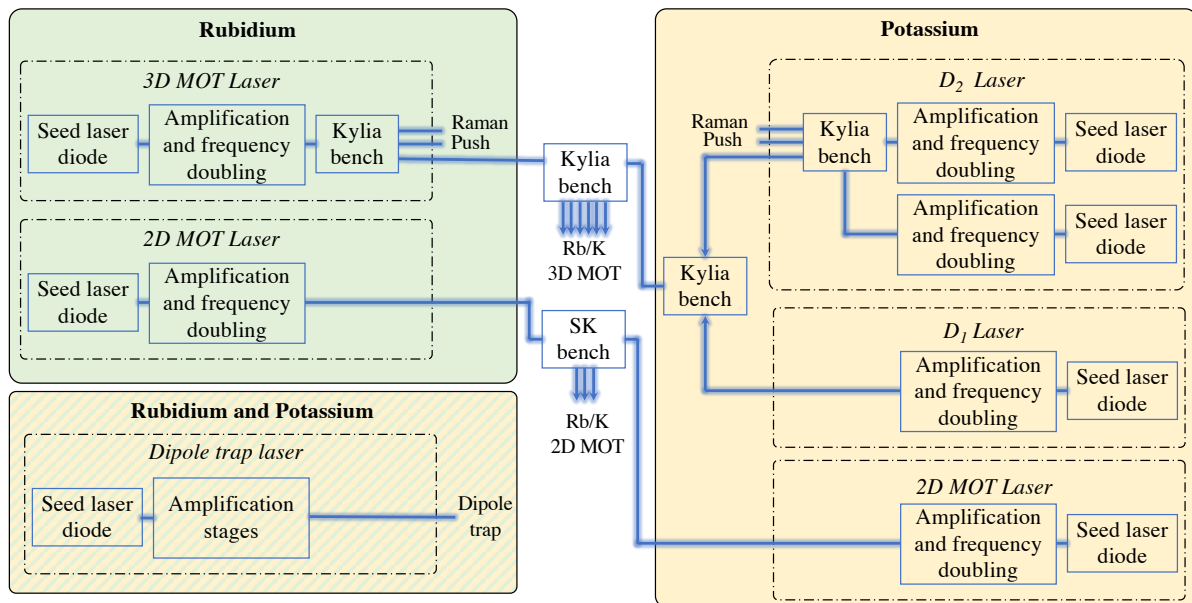 Rubidium
3D MOT Laser
Seed laser
diode
Amplification
and frequency
doubling
Kylia
bench
Raman
Push
2D MOT Laser
Seed laser
diode
Amplification
and frequency
doubling
Rubidium and Potassium
Dipole trap laser
Seed laser
diode
Amplification
stages
Dipole
trap
Kylia
bench
Rb/K
3D MOT
SK
bench
Rb/K
2D MOT
Potassium
D₂ Laser
Raman
Push
Kylia
bench
Amplification
and frequency
doubling
Seed laser
diode
Amplification
and frequency
doubling
Seed laser
diode
Kylia
bench
D₁ Laser
Amplification
and frequency
doubling
Seed laser
diode
2D MOT Laser
Amplification
and frequency
doubling
Seed laser
diode